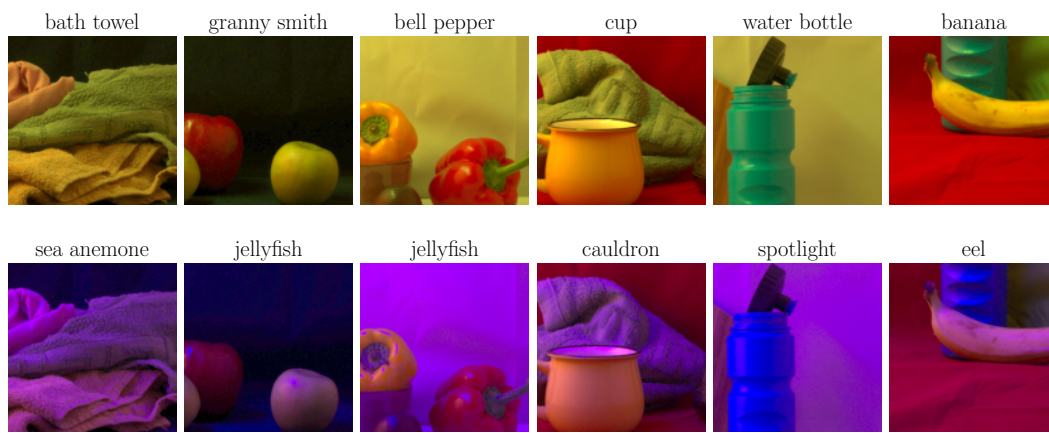 bath towel granny smith bell pepper cup water bottle banana
sea anemone jellyfish jellyfish cauldron spotlight eel